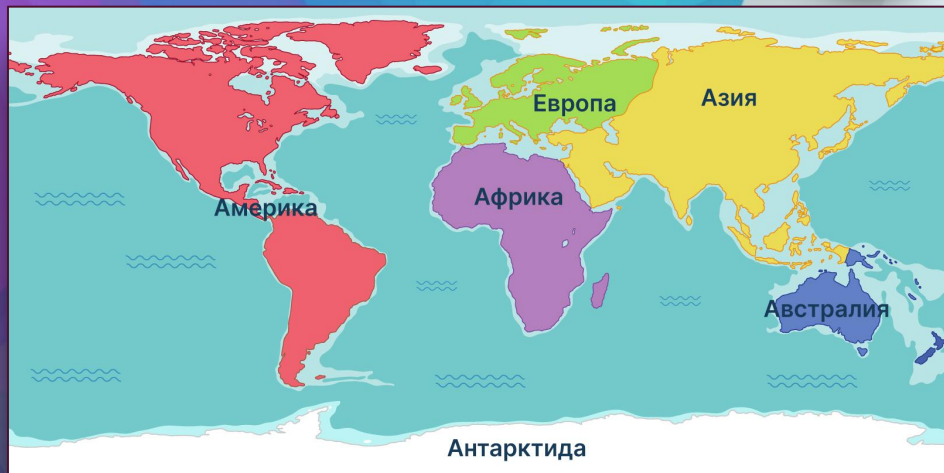 Европа
Азия
Африка
Америка
Австралия
Антарктида